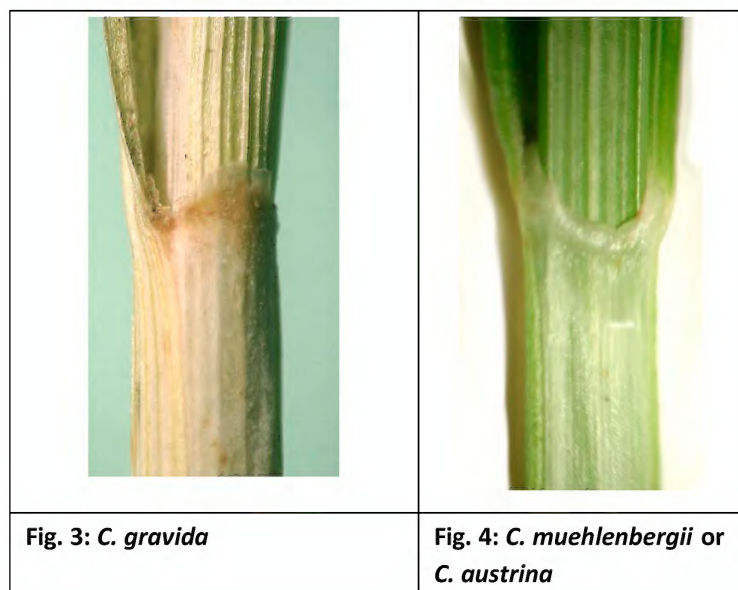 Fig. 3: C. gravida
Fig. 4: C. muehlenbergii or
C. austrina